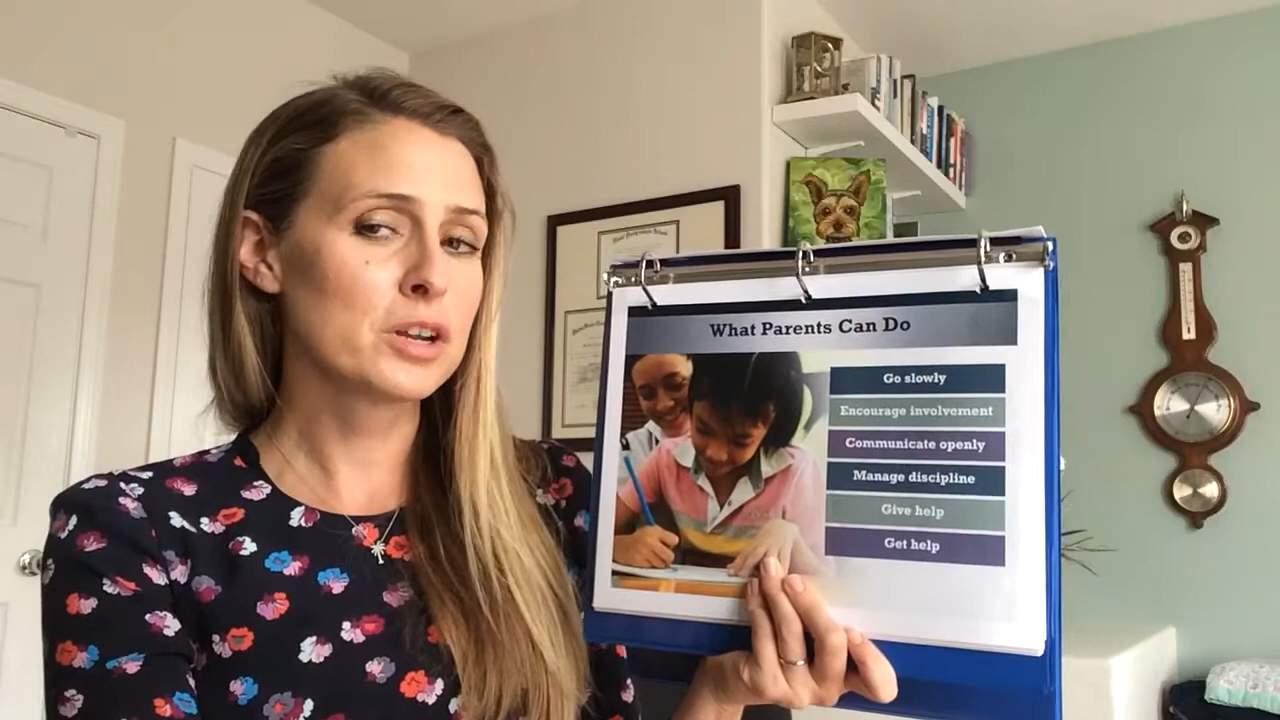 What Parents Can Do
Go slowly
Encourage involvement
Communicate openly
Manage discipline
Give help
Get help